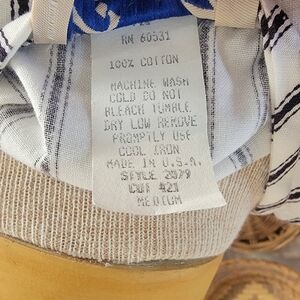 RN 60531
100% COTTON
MACHINE WASH
COLD DO NOT
BLEACH TUMBLE
DRY LOW REMOVE
PROMPTLY USE
COOL IRON
MADE IN U.S.A.
STYLE 2079
CUT #21
MEDIUM